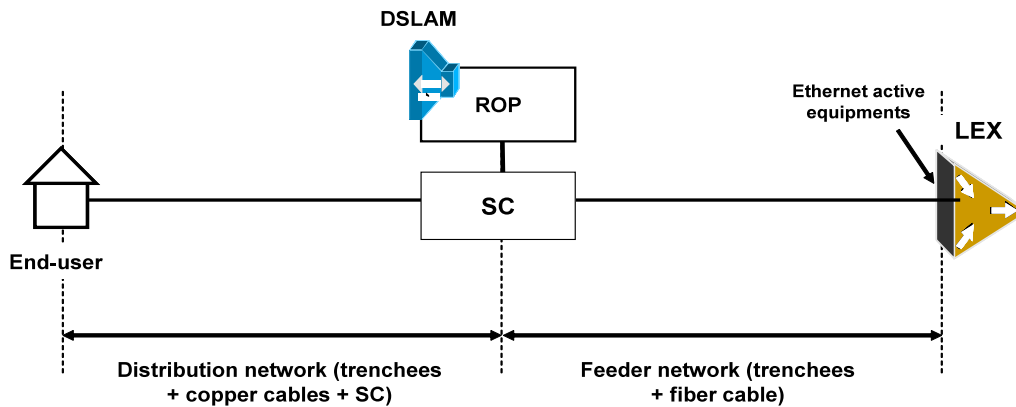 DSLAM
ROP
Ethernet active
equipments
LEX
SC
End-user
Distribution network (trenchees
+ copper cables + SC)
Feeder network (trenchees
+ fiber cable)